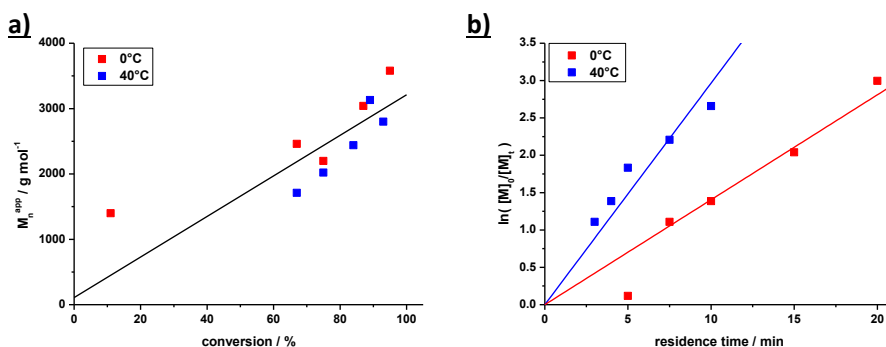 a)
4000
3000
2000
1000
0
0
20
40
60
80
100
Mₙᵃᵖᵖ / g mol⁻¹
conversion / %
0°C
40°C
b)
3.5
3.0
2.5
2.0
1.5
1.0
0.5
0.0
0
5
10
15
20
ln( [M]₀/[M]ₜ )
residence time / min
0°C
40°C